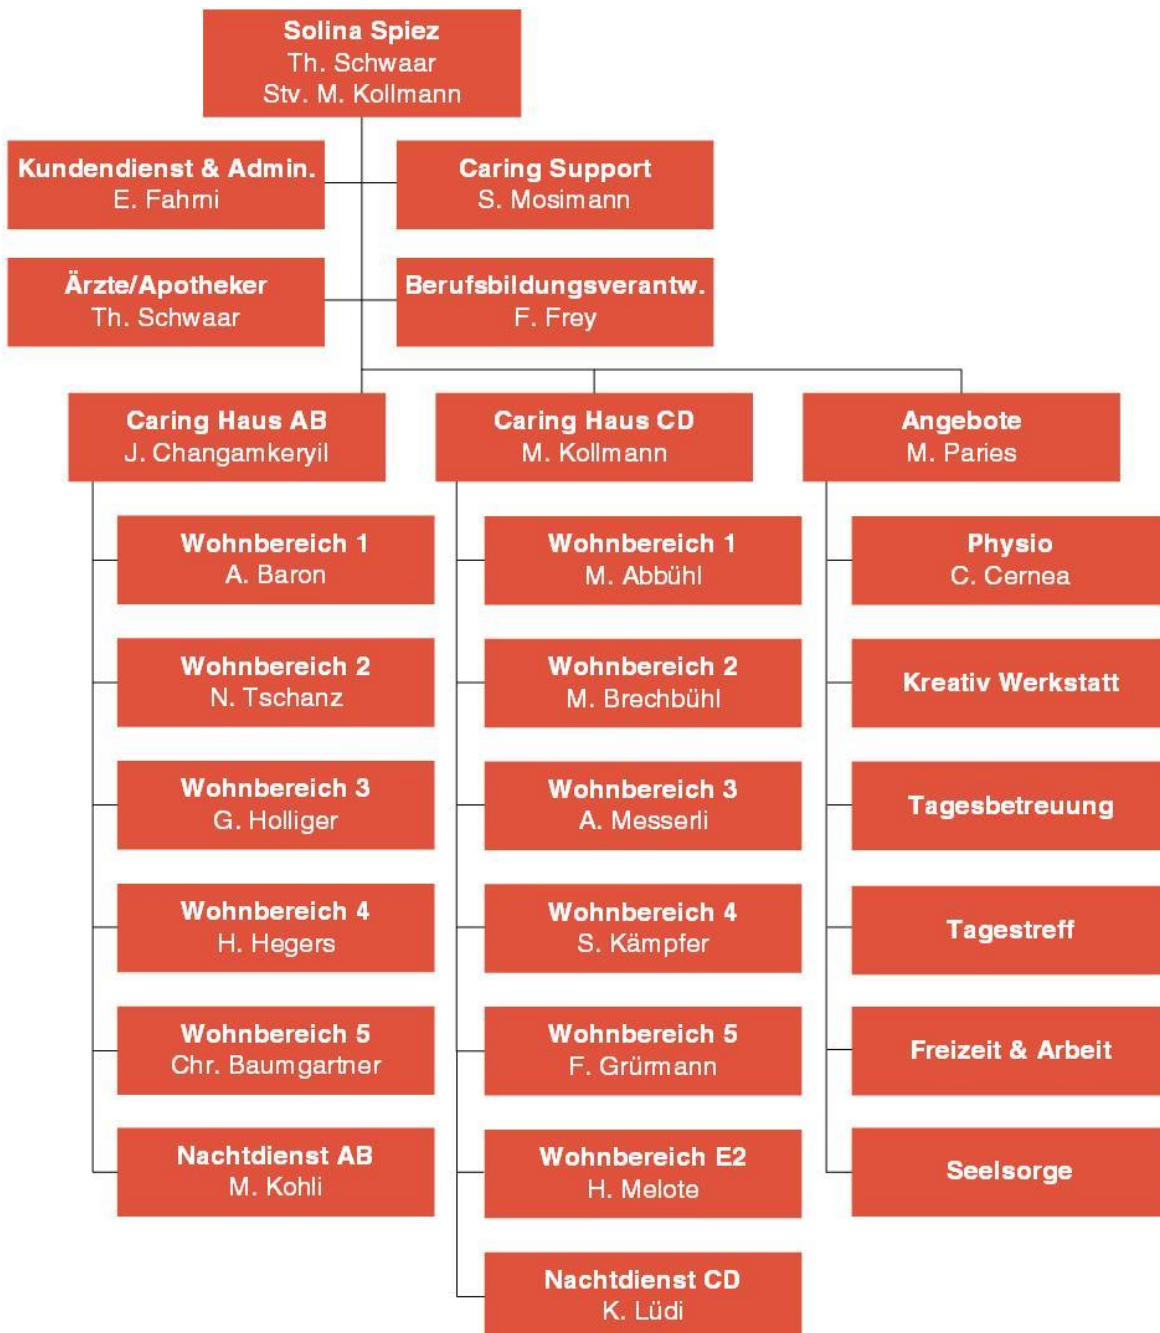 Solina Spiez
Th. Schwaar
Stv. M. Kollmann
Kundendienst & Admin.
E. Fahrni
Caring Support
S. Mosimann
Ärzte/Apotheker
Th. Schwaar
Berufsbildungsverantw.
F. Frey
Caring Haus AB
J. Changamkeryil
Caring Haus CD
M. Kollmann
Angebote
M. Paries
Wohnbereich 1
A. Baron
Wohnbereich 2
N. Tschanz
Wohnbereich 3
G. Holliger
Wohnbereich 4
H. Hegers
Wohnbereich 5
Chr. Baumgartner
Nachtdienst AB
M. Kohli
Wohnbereich 1
M. Abbühl
Wohnbereich 2
M. Brechbühl
Wohnbereich 3
A. Messerli
Wohnbereich 4
S. Kämpfer
Wohnbereich 5
F. Grürmann
Wohnbereich E2
H. Melote
Nachtdienst CD
K. Lüdi
Physio
C. Cernea
Kreativ Werkstatt
Tagesbetreuung
Tagestreff
Freizeit & Arbeit
Seelsorge